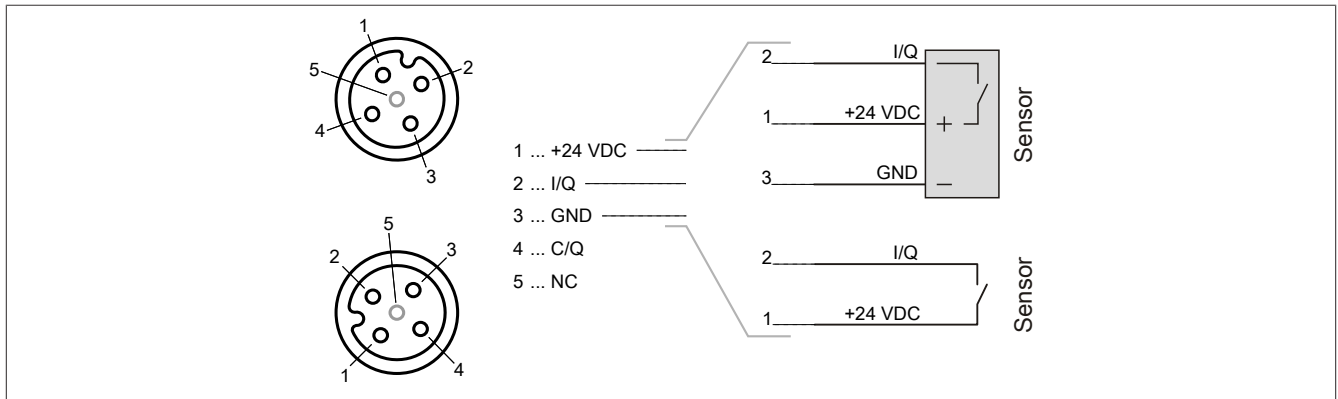 1
5
2
4
3
5
2
3
1
4
1 ... +24 VDC
2 ... I/Q
3 ... GND
4 ... C/Q
5 ... NC
2 I/Q
1 +24 VDC +
3 GND −
Sensor
2 I/Q
1 +24 VDC
Sensor